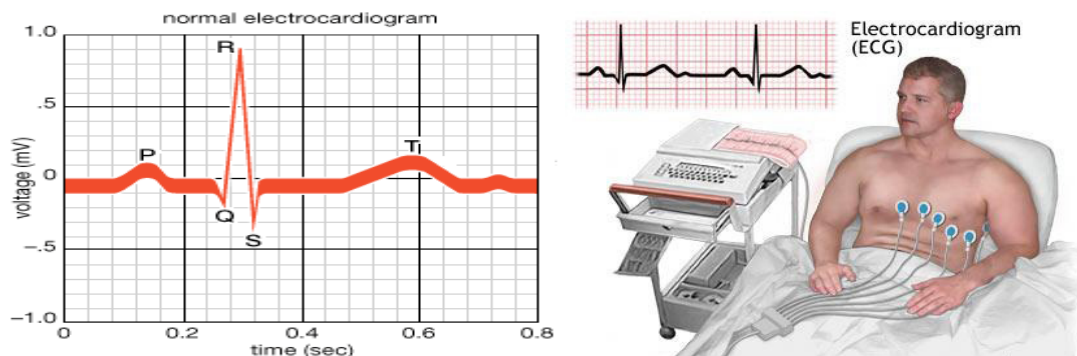 normal electrocardiogram
1.0
.5
0
-.5
-1.0
voltage (mV)
R
P
Q
S
T
0
0.2
0.4
0.6
0.8
time (sec)
Electrocardiogram
(ECG)